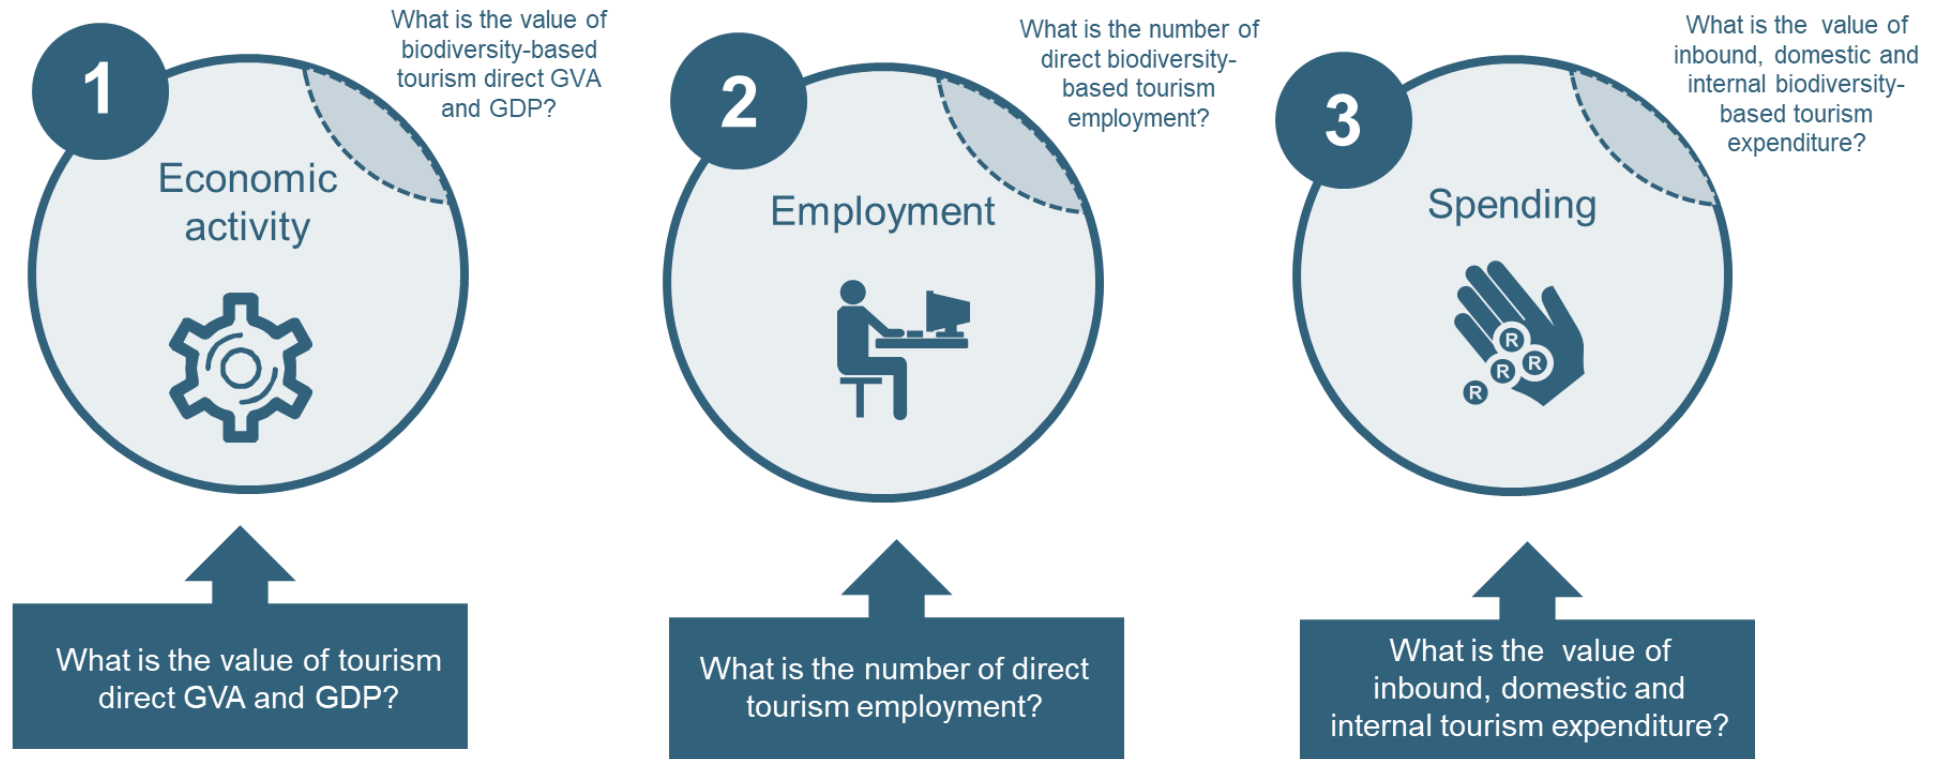 1
What is the value of
biodiversity-based
tourism direct GVA
and GDP?
Economic
activity
What is the value of tourism
direct GVA and GDP?
2
What is the number of
direct biodiversity-
based tourism
employment?
Employment
What is the number of direct
tourism employment?
3
What is the value of
inbound, domestic and
internal biodiversity-
based tourism
expenditure?
Spending
R
R
R
R
What is the value of
inbound, domestic and
internal tourism expenditure?